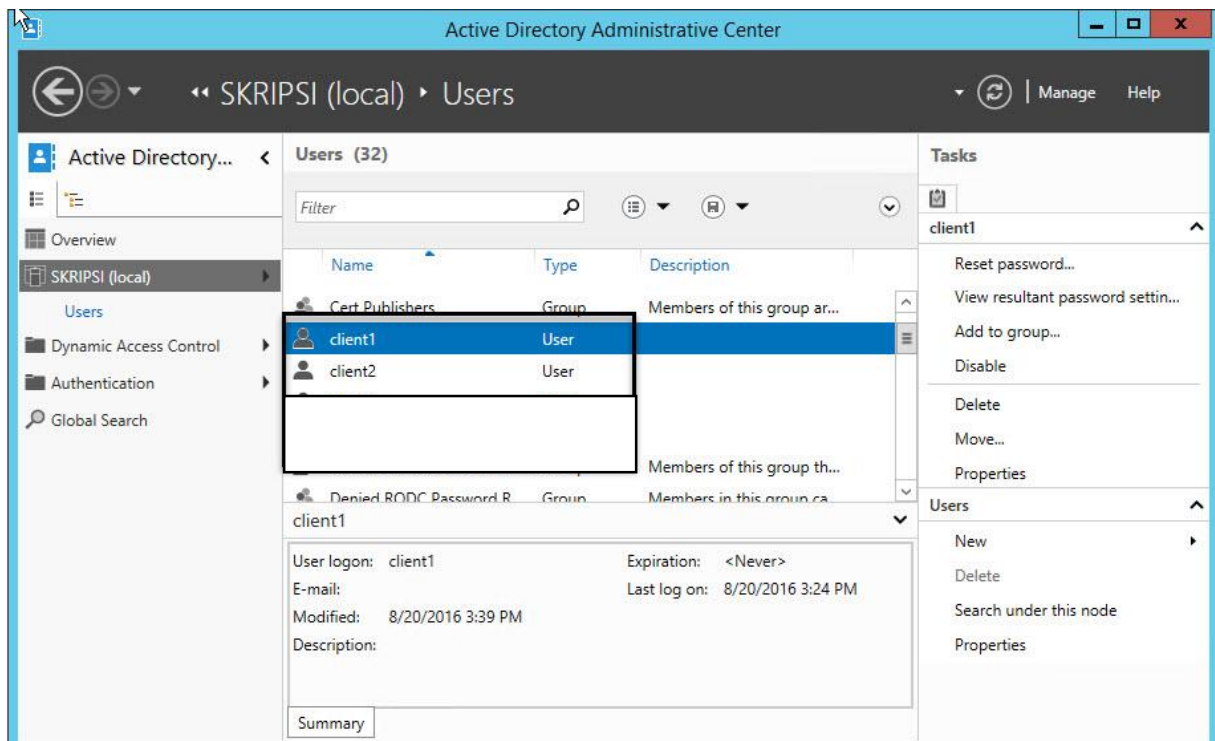 Active Directory Administrative Center
SKRIPSI (local) Users
Manage Help
Active Directory...
Overview
SKRIPSI (local)
Users
Dynamic Access Control
Authentication
Global Search
Users (32)
Filter
Name Type Description
Cert Publishers Group Members of this group ar...
client1 User
client2 User
Members of this group th...
Denied RODC Password R Group Members in this group ca
client1
User logon: client1 Expiration: <Never>
E-mail: Last log on: 8/20/2016 3:24 PM
Modified: 8/20/2016 3:39 PM
Description:
Summary
Tasks
client1
Reset password...
View resultant password settin...
Add to group...
Disable
Delete
Move...
Properties
Users
New
Delete
Search under this node
Properties